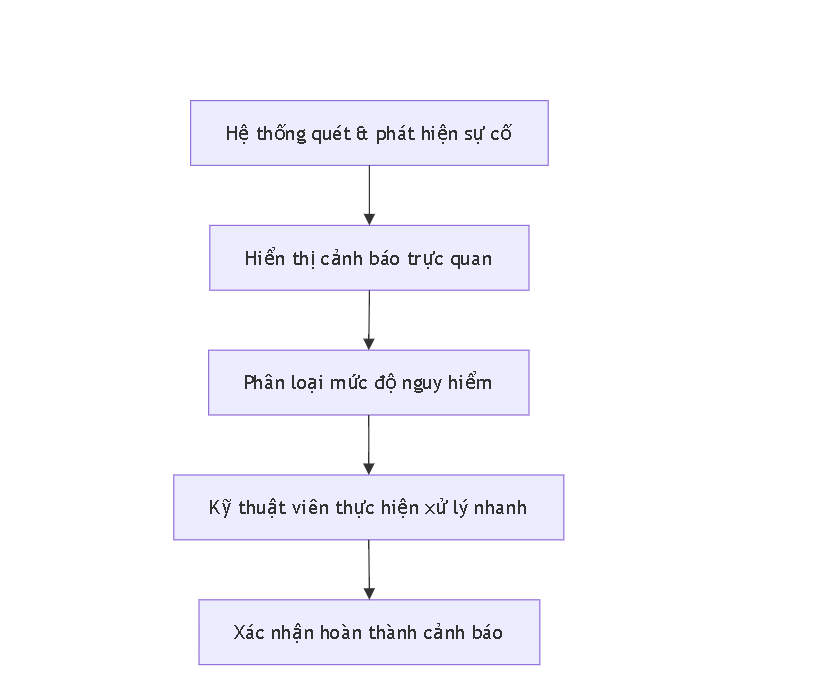 Hệ thống quét & phát hiện sự cố
Hiển thị cảnh báo trực quan
Phân loại mức độ nguy hiểm
Kỹ thuật viên thực hiện xử lý nhanh
Xác nhận hoàn thành cảnh báo